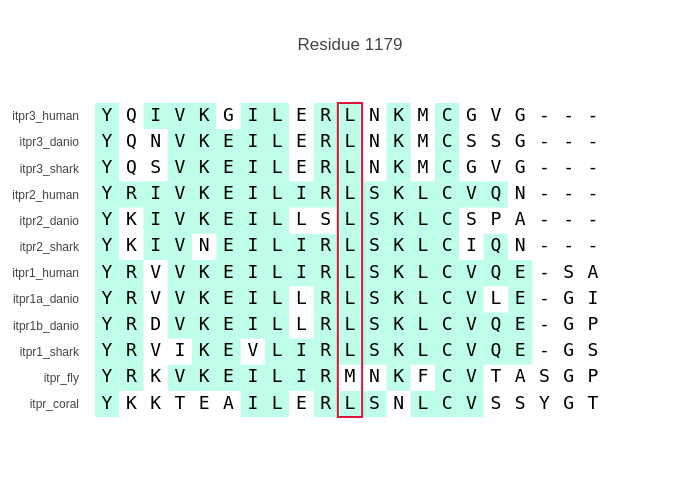 Residue 1179
itpr3_human Y Q I V K G I L E R L N K M C G V G - - -
itpr3_danio Y Q N V K E I L E R L N K M C S S G - - -
itpr3_shark Y Q S V K E I L E R L N K M C G V G - - -
itpr2_human Y R I V K E I L I R L S K L C V Q N - - -
itpr2_danio Y K I V K E I L L S L S K L C S P A - - -
itpr2_shark Y K I V N E I L I R L S K L C I Q N - - -
itpr1_human Y R V V K E I L I R L S K L C V Q E - S A
itpr1a_danio Y R V V K E I L L R L S K L C V L E - G I
itpr1b_danio Y R D V K E I L L R L S K L C V Q E - G P
itpr1_shark Y R V I K E V L I R L S K L C V Q E - G S
itpr_fly Y R K V K E I L I R M N K F C V T A S G P
itpr_coral Y K K T E A I L E R L S N L C V S S Y G T